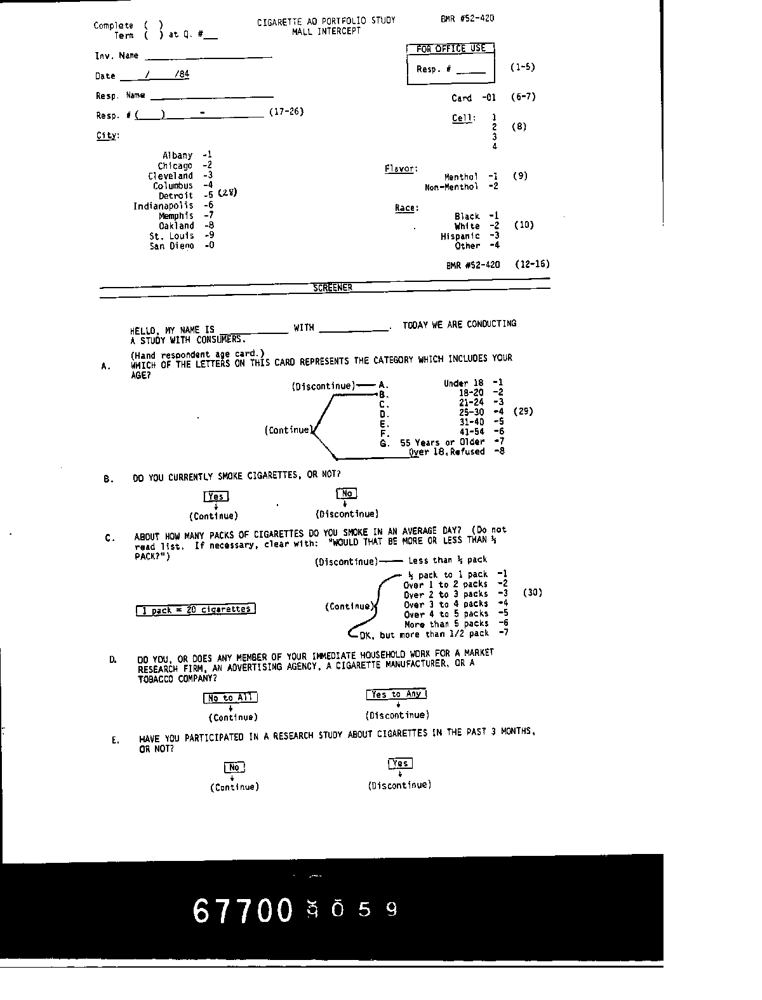 Complete ( )
Term ( ) at Q. #__
CIGARETTE AD PORTFOLIO STUDY
MALL INTERCEPT
BMR #52-420
Inv. Name ____________
FOR OFFICE USE
Resp. # _____ (1-5)
Date ___/___/84
Resp. Name ____________
Card -01 (6-7)
Resp. # (____) ____-____ (17-26)
Cell: 1
2 (8)
3
4
City:
Albany -1
Chicago -2
Cleveland -3
Columbus -4
Detroit -5 (28)
Indianapolis -6
Memphis -7
Oakland -8
St. Louis -9
San Diego -0
Flavor:
Menthol -1 (9)
Non-Menthol -2
Race:
Black -1
White -2 (10)
Hispanic -3
Other -4
BMR #52-420 (12-16)
SCREENER
HELLO, MY NAME IS __________ WITH __________. TODAY WE ARE CONDUCTING
A STUDY WITH CONSUMERS.
(Hand respondent age card.)
A. WHICH OF THE LETTERS ON THIS CARD REPRESENTS THE CATEGORY WHICH INCLUDES YOUR
AGE?
(Discontinue) A. Under 18 -1
B. 18-20 -2
C. 21-24 -3
D. 25-30 -4 (29)
(Continue) E. 31-40 -5
F. 41-54 -6
G. 55 Years or Older -7
Over 18, Refused -8
B. DO YOU CURRENTLY SMOKE CIGARETTES, OR NOT?
Yes No
(Continue) (Discontinue)
C. ABOUT HOW MANY PACKS OF CIGARETTES DO YOU SMOKE IN AN AVERAGE DAY? (Do not
read list. If necessary, clear with: "WOULD THAT BE MORE OR LESS THAN ½
PACK?")
(Discontinue) Less than ½ pack
½ pack to 1 pack -1
Over 1 to 2 packs -2
Over 2 to 3 packs -3 (30)
1 pack = 20 cigarettes (Continue) Over 3 to 4 packs -4
Over 4 to 5 packs -5
More than 5 packs -6
DK, but more than 1/2 pack -7
D. DO YOU, OR DOES ANY MEMBER OF YOUR IMMEDIATE HOUSEHOLD WORK FOR A MARKET
RESEARCH FIRM, AN ADVERTISING AGENCY, A CIGARETTE MANUFACTURER, OR A
TOBACCO COMPANY?
No to All Yes to Any
(Continue) (Discontinue)
E. HAVE YOU PARTICIPATED IN A RESEARCH STUDY ABOUT CIGARETTES IN THE PAST 3 MONTHS,
OR NOT?
No Yes
(Continue) (Discontinue)
67700 9059